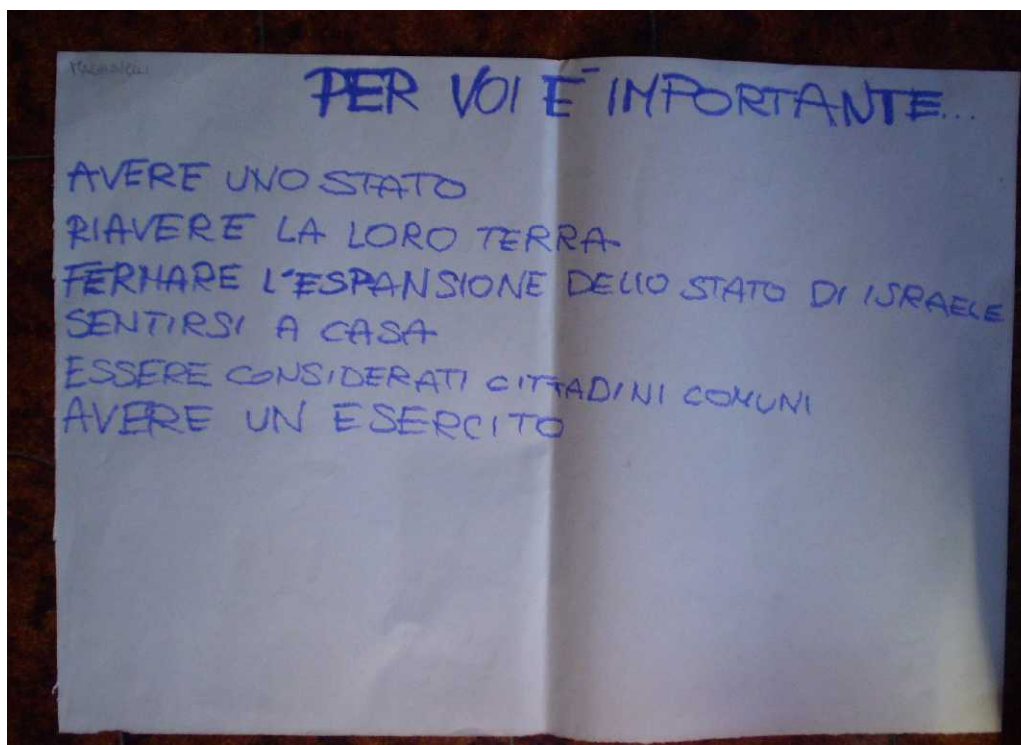 PER VOI E' IMPORTANTE...
AVERE UNO STATO
RIAVERE LA LORO TERRA
FERMARE L'ESPANSIONE DELLO STATO DI ISRAELE
SENTIRSI A CASA
ESSERE CONSIDERATI CITTADINI COMUNI
AVERE UN ESERCITO